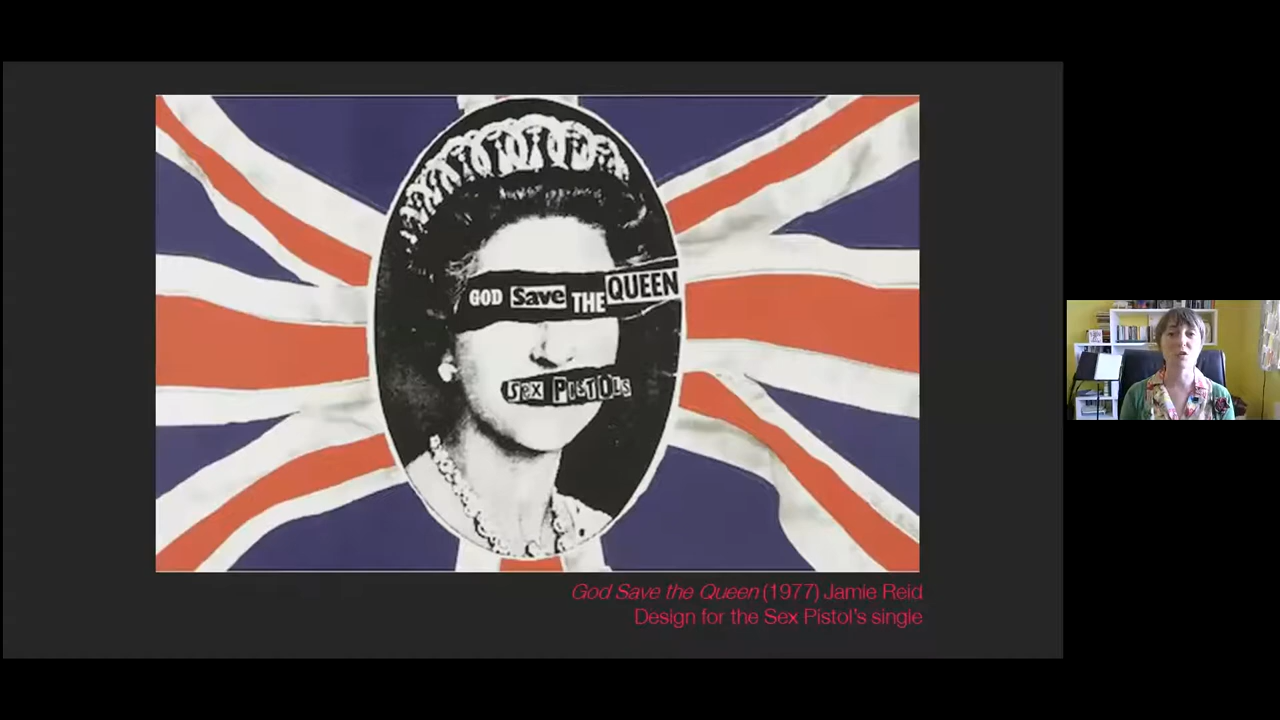 GOD Save THE QUEEN
SEX PISTOLS
God Save the Queen (1977) Jamie Reid
Design for the Sex Pistol's single